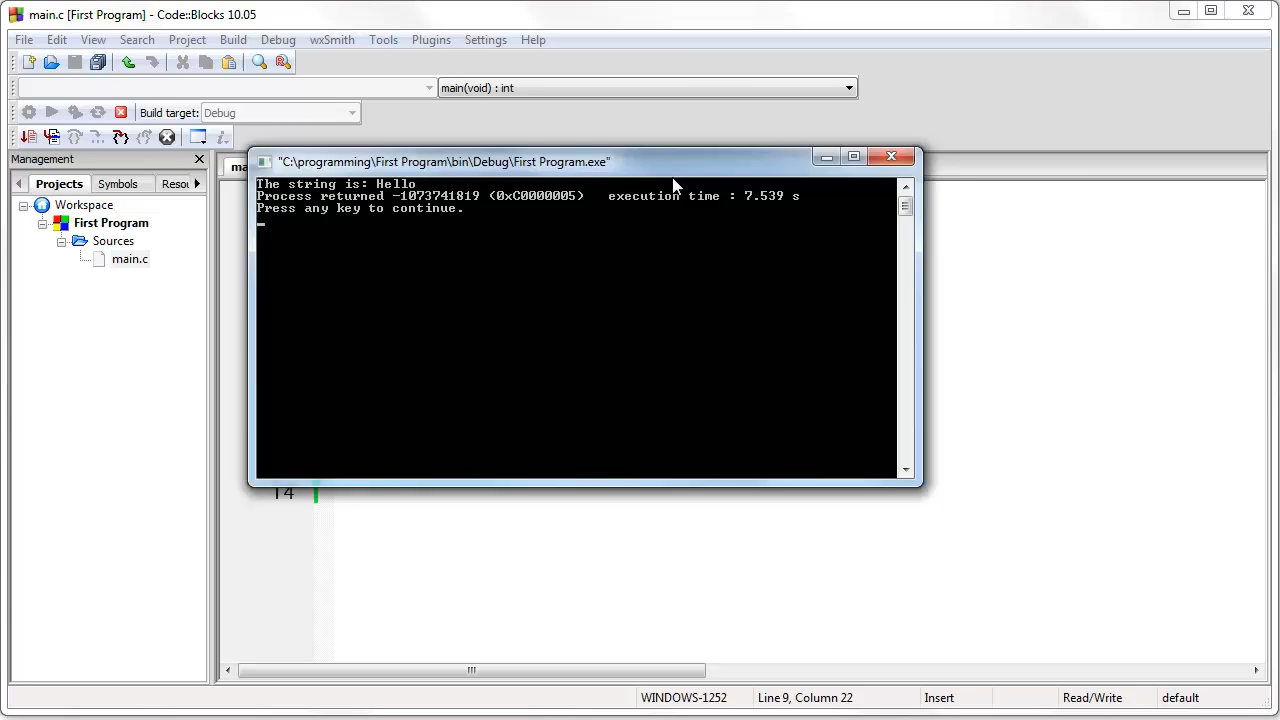 main.c [First Program] - Code::Blocks 10.05
File Edit View Search Project Build Debug wxSmith Tools Plugins Settings Help
main(void) : int
Build target: Debug
Management
"C:\programming\First Program\bin\Debug\First Program.exe"
ma
Projects Symbols Resou
The string is: Hello
Process returned -1073741819 (0xC0000005)   execution time : 7.539 s
Press any key to continue.
Workspace
First Program
Sources
main.c
14
WINDOWS-1252 Line 9, Column 22 Insert Read/Write default